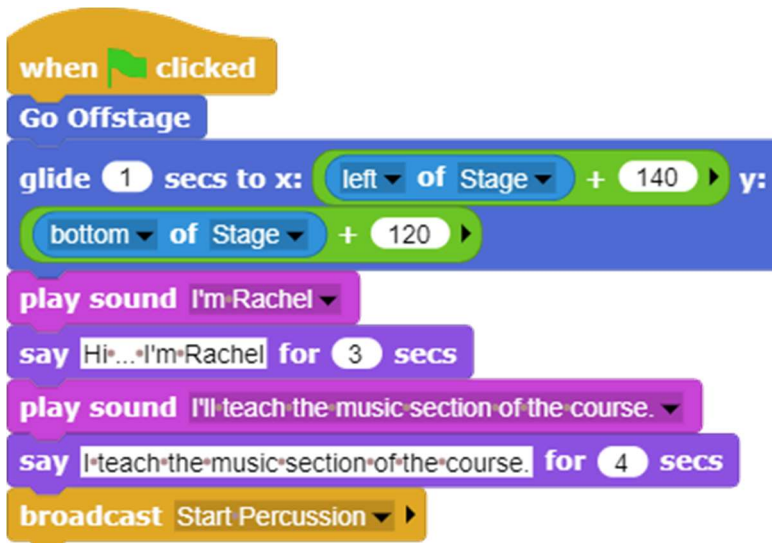 when clicked
Go Offstage
glide 1 secs to x: left of Stage + 140 y:
bottom of Stage + 120
play sound I'm Rachel
say Hi ... I'm Rachel for 3 secs
play sound I'll teach the music section of the course.
say I teach the music section of the course. for 4 secs
broadcast Start Percussion